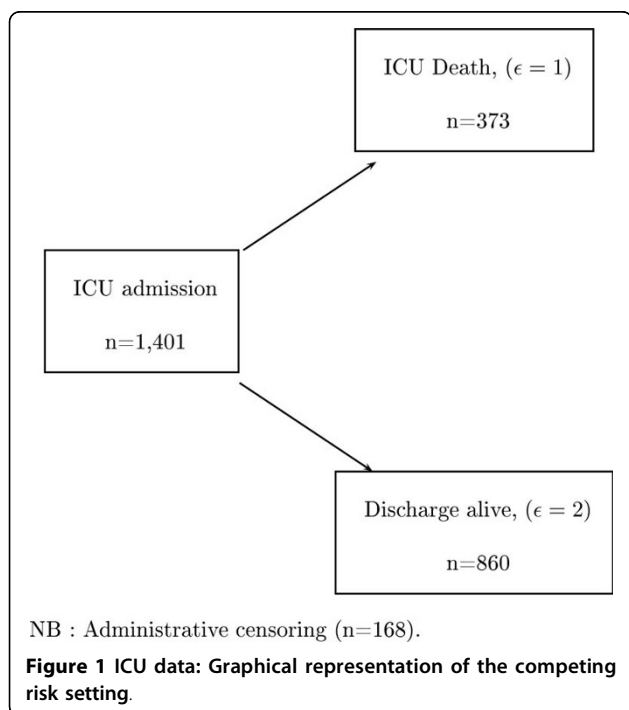 ICU Death, (ϵ = 1)
n=373
ICU admission
n=1,401
Discharge alive, (ϵ = 2)
n=860
NB : Administrative censoring (n=168).
Figure 1 ICU data: Graphical representation of the competing
risk setting.